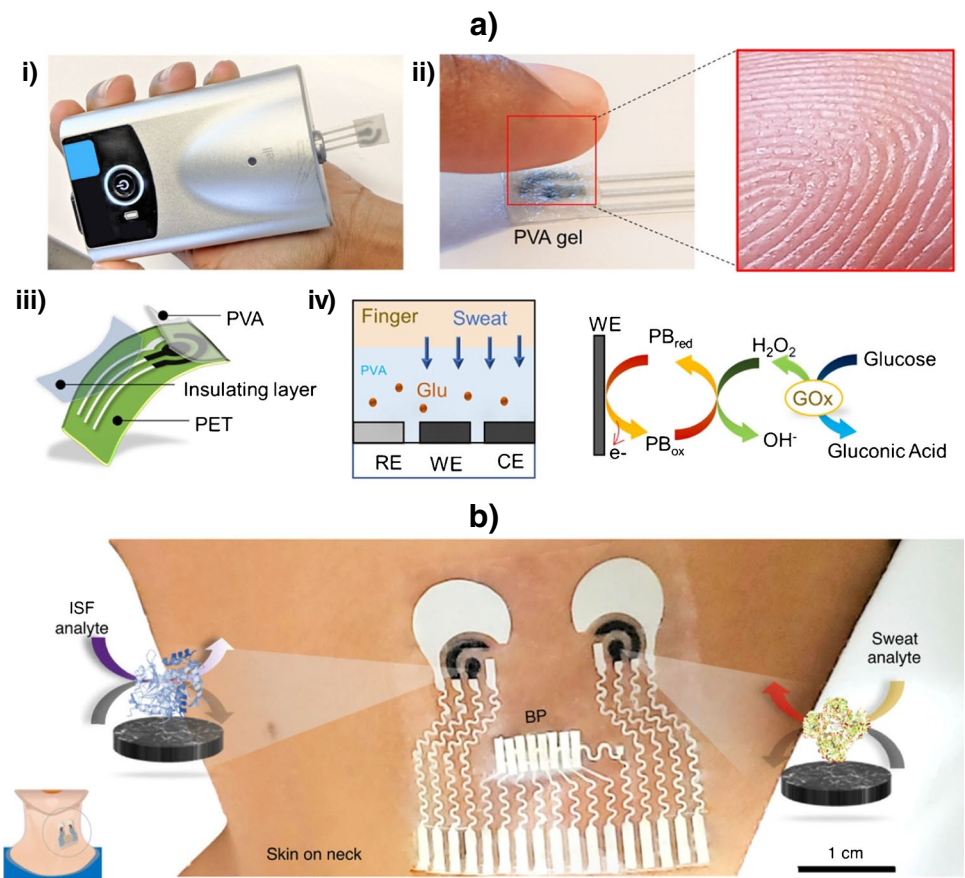 a)
i)
ii)
PVA gel
iii)
PVA
Insulating layer
PET
iv)
Finger
Sweat
PVA
Glu
RE
WE
CE
WE
PBred
H2O2
Glucose
GOx
e-
PBox
OH-
Gluconic Acid
b)
ISF
analyte
Sweat
analyte
BP
Skin on neck
1 cm